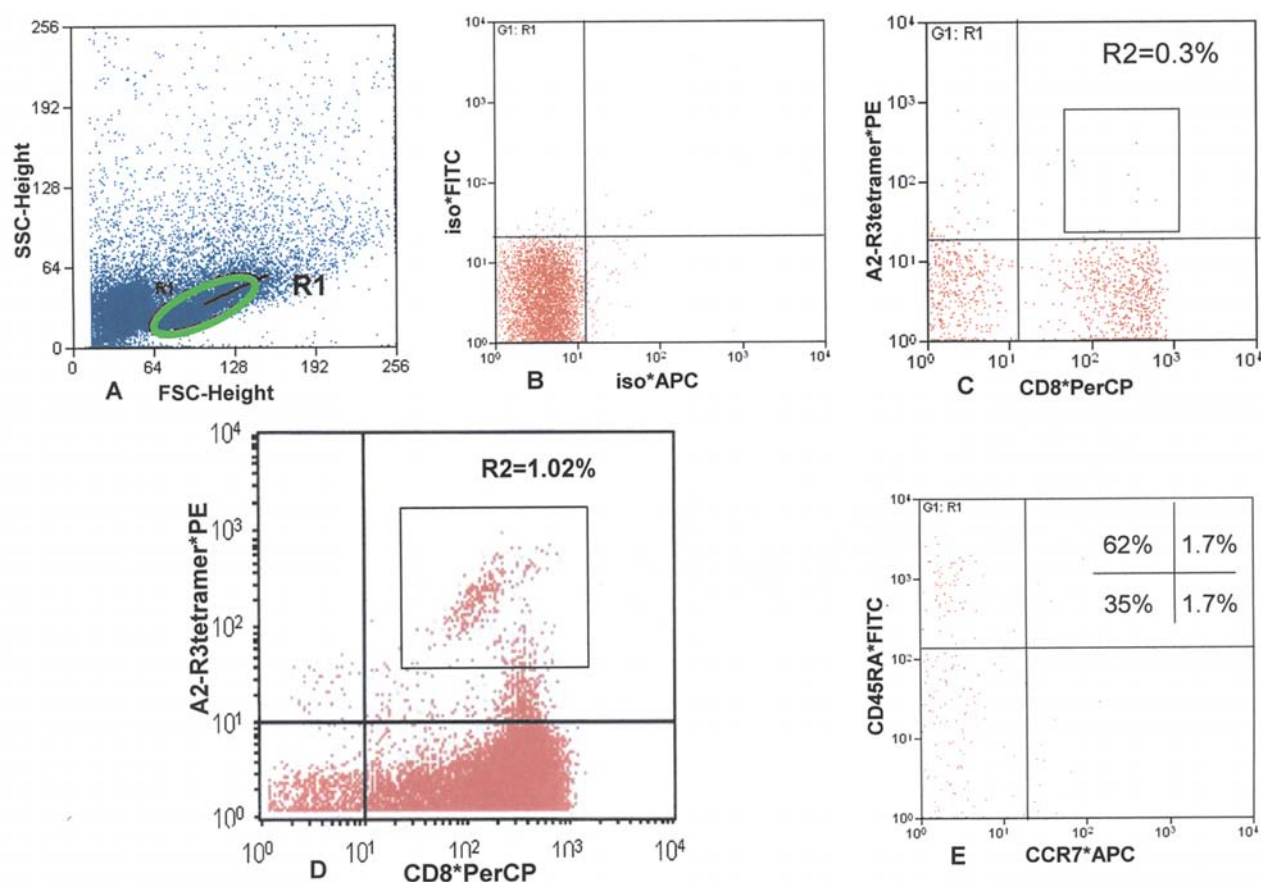 256
192
128
64
0
SSC-Height
R1
R1
0
64
128
192
256
A
FSC-Height
10⁴
10³
10²
10¹
10⁰
G1: R1
iso*FITC
10⁰
10¹
10²
10³
10⁴
B
iso*APC
10⁴
10³
10²
10¹
10⁰
G1: R1
R2=0.3%
A2-R3tetramer*PE
10⁰
10¹
10²
10³
10⁴
C
CD8*PerCP
10⁴
10³
10²
10¹
10⁰
R2=1.02%
A2-R3tetramer*PE
10⁰
10¹
10²
10³
10⁴
D
CD8*PerCP
10⁴
10³
10²
10¹
10⁰
G1: R1
62% 1.7%
35% 1.7%
CD45RA*FITC
10⁰
10¹
10²
10³
10⁴
E
CCR7*APC